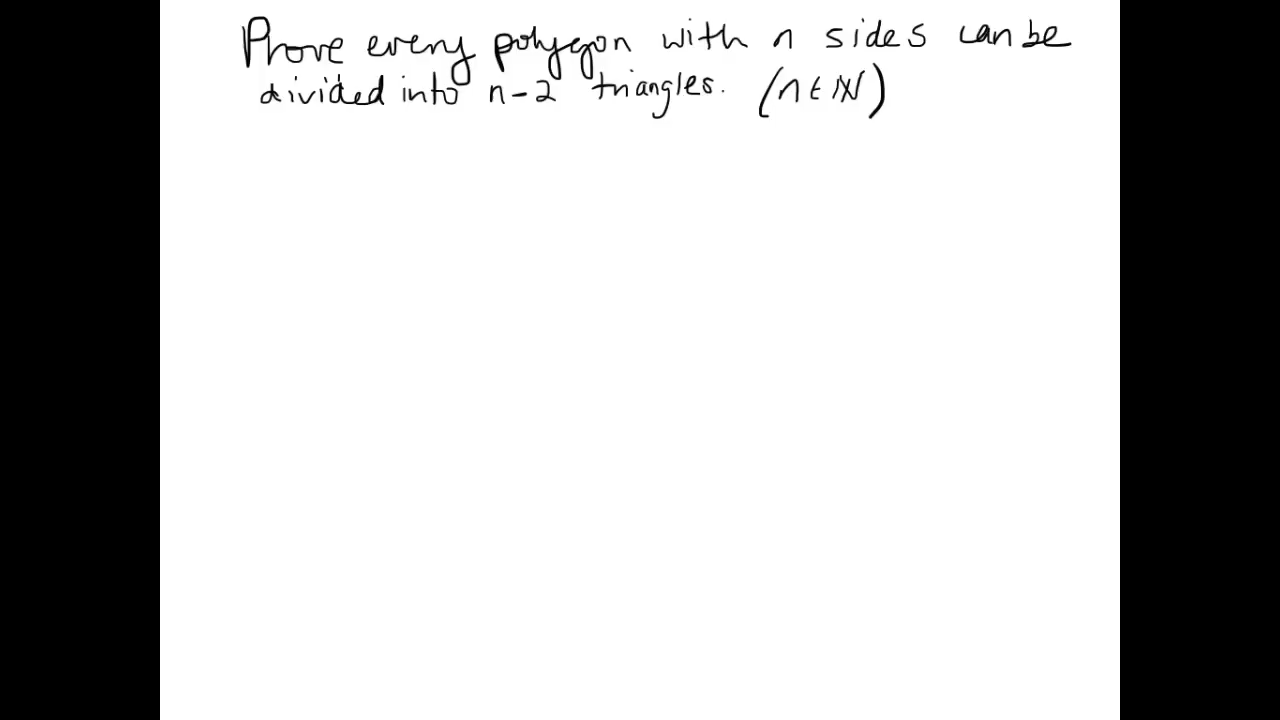 Prove every polygon with n sides can be
divided into n-2 triangles. (n ∈ ℕ)